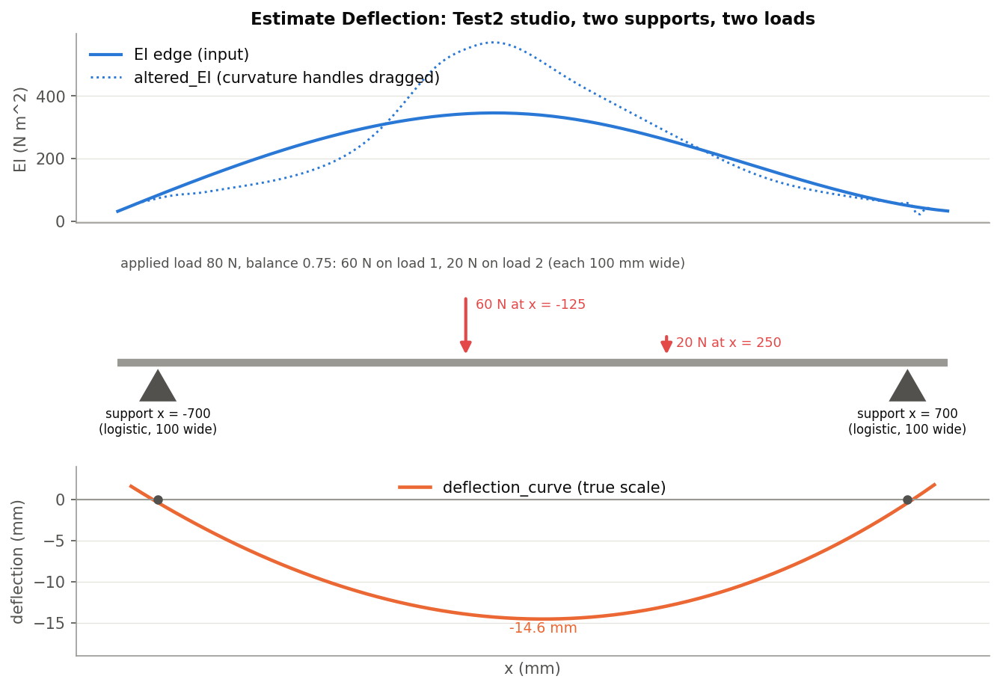 Estimate Deflection: Test2 studio, two supports, two loads
EI edge (input)
altered_EI (curvature handles dragged)
EI (N m^2)
400
200
0
applied load 80 N, balance 0.75: 60 N on load 1, 20 N on load 2 (each 100 mm wide)
60 N at x = -125
20 N at x = 250
support x = -700
(logistic, 100 wide)
support x = 700
(logistic, 100 wide)
deflection_curve (true scale)
deflection (mm)
0
−5
−10
−15
-14.6 mm
x (mm)